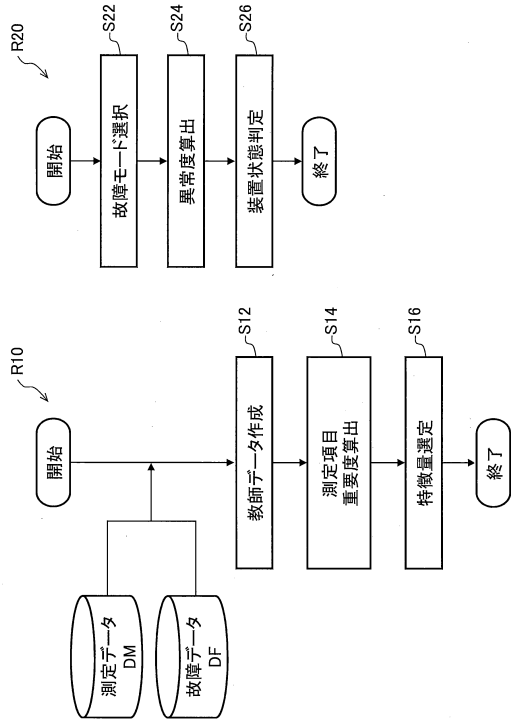 R10
開始
測定データ
DM
故障データ
DF
教師データ作成
S12
測定項目
重要度算出
S14
特徴量選定
S16
終了
R20
開始
故障モード選択
S22
異常度算出
S24
装置状態判定
S26
終了